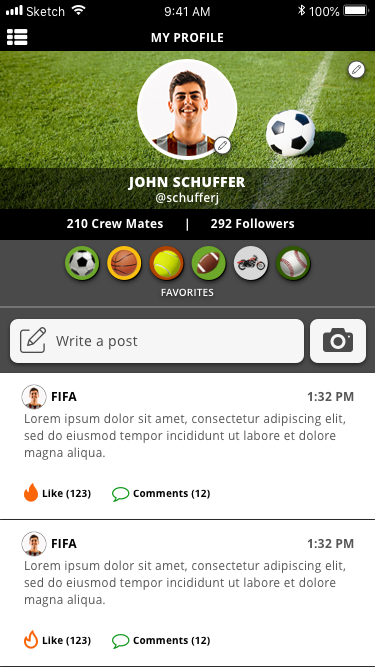 Sketch 9:41 AM 100%
MY PROFILE
JOHN SCHUFFER
@schufferj
210 Crew Mates | 292 Followers
FAVORITES
Write a post
FIFA 1:32 PM
Lorem ipsum dolor sit amet, consectetur adipiscing elit,
sed do eiusmod tempor incididunt ut labore et dolore
magna aliqua.
Like (123) Comments (12)
FIFA 1:32 PM
Lorem ipsum dolor sit amet, consectetur adipiscing elit,
sed do eiusmod tempor incididunt ut labore et dolore
magna aliqua.
Like (123) Comments (12)